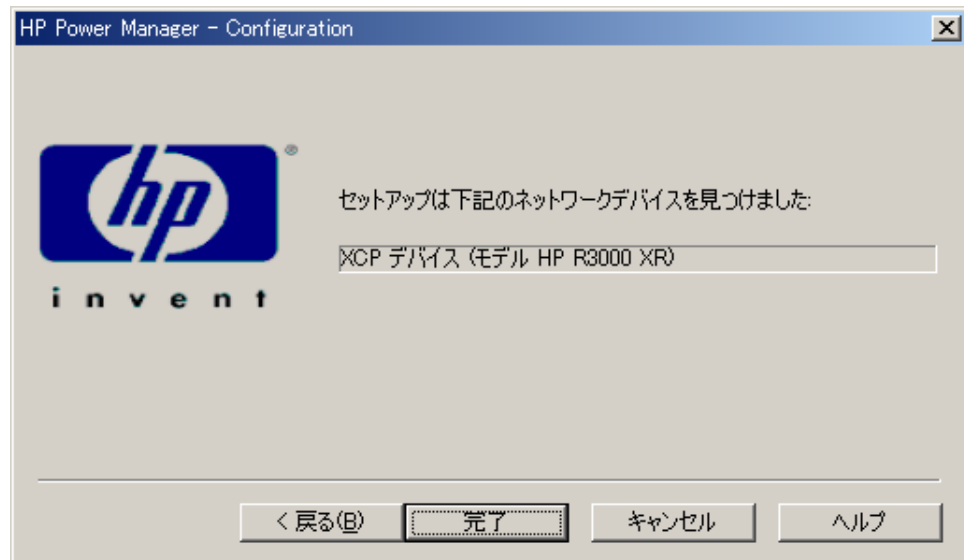 HP Power Manager - Configuration
hp
®
invent
セットアップは下記のネットワークデバイスを見つけました:
XCP デバイス (モデル HP R3000 XR)
< 戻る(B)
完了
キャンセル
ヘルプ